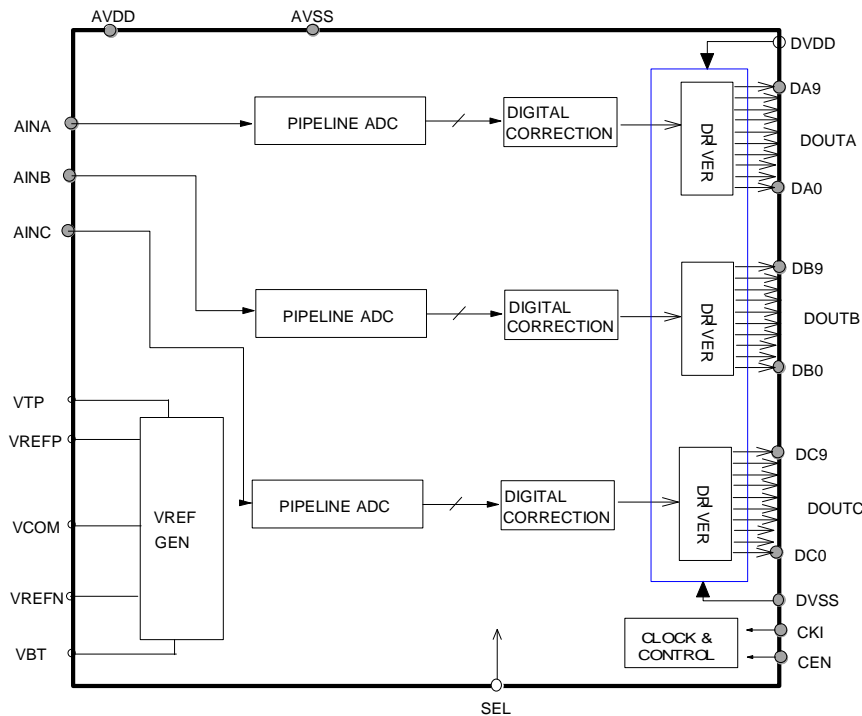 AVDD
AVSS
DVDD
DA9
AINA
PIPELINE ADC
DIGITAL
CORRECTION
DRIVER
DOUTA
AINB
DA0
AINC
DB9
PIPELINE ADC
DIGITAL
CORRECTION
DRIVER
DOUTB
DB0
VTP
VREFP
DC9
VREF
GEN
PIPELINE ADC
DIGITAL
CORRECTION
DRIVER
DOUTC
VCOM
DC0
VREFN
DVSS
CLOCK &
CONTROL
CKI
VBT
CEN
SEL